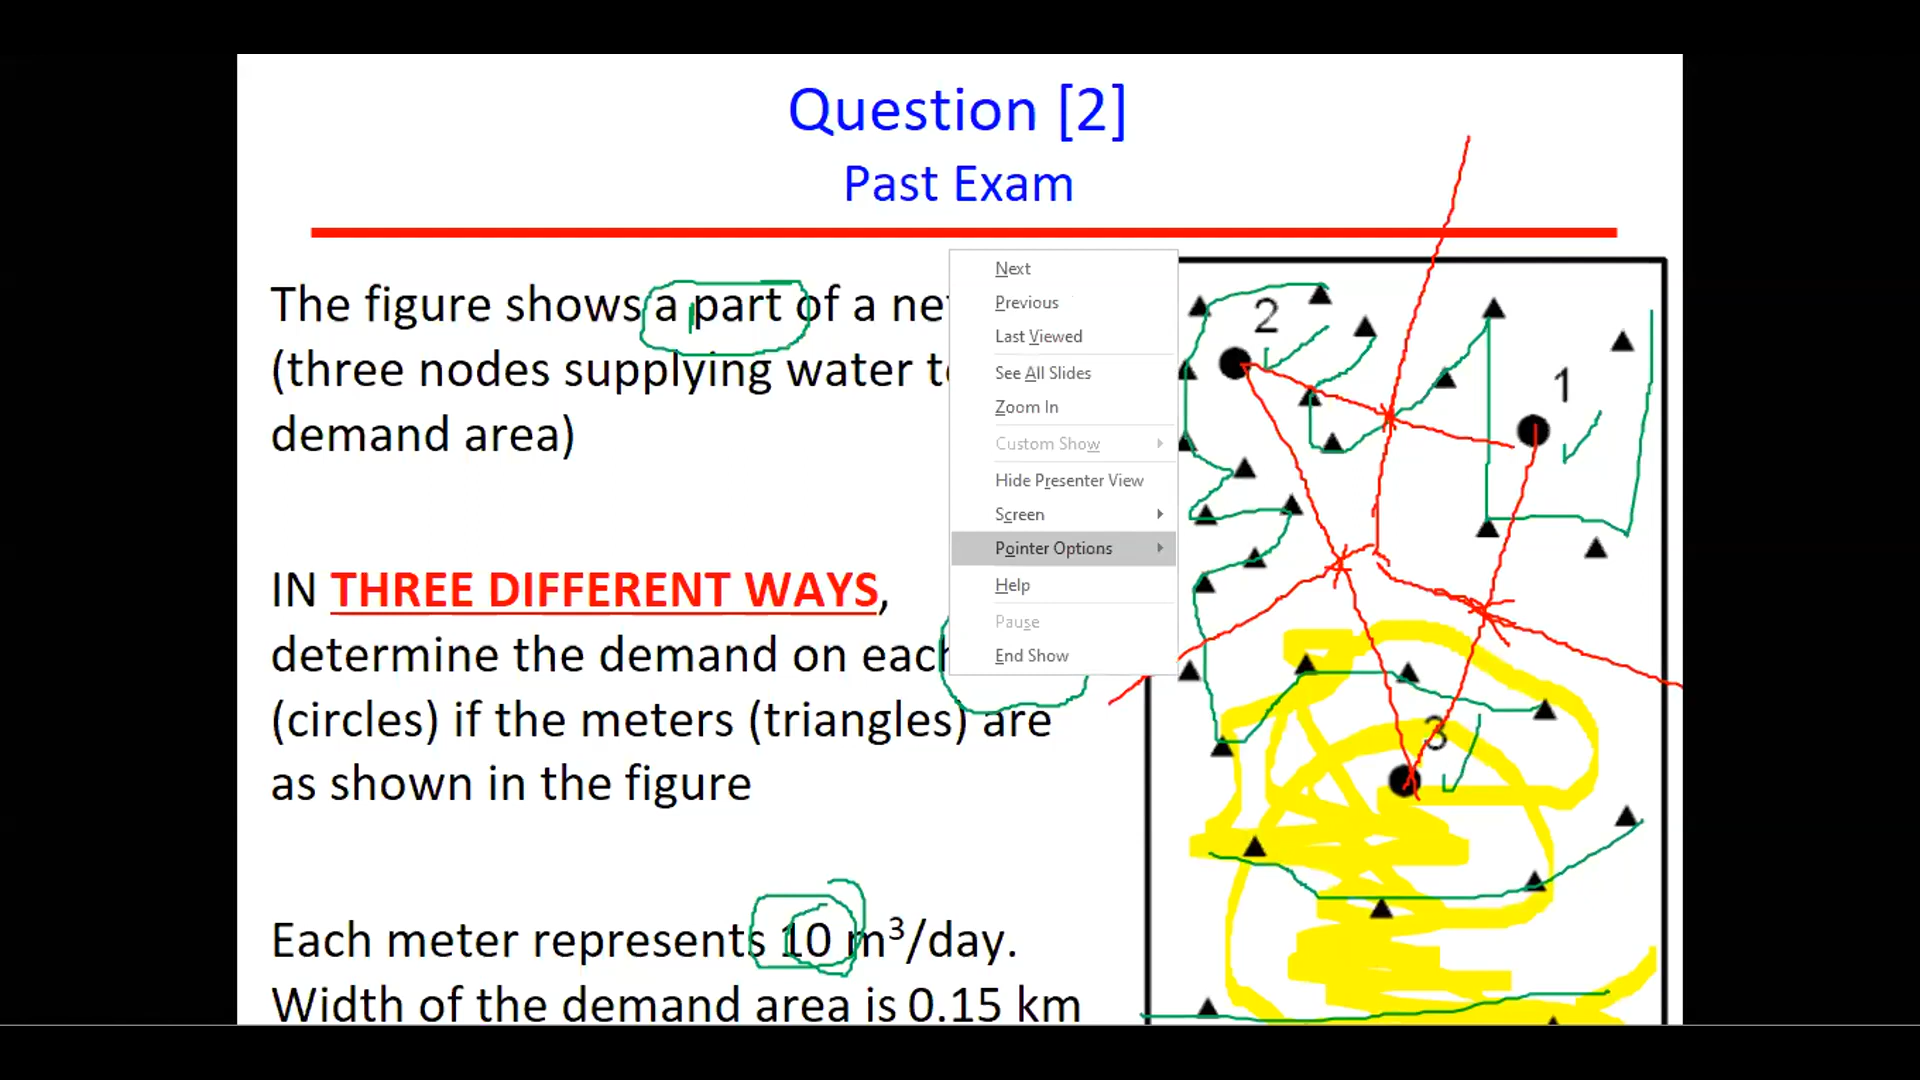 Question [2]
Past Exam
The figure shows a part of a ne
(three nodes supplying water t
demand area)
IN THREE DIFFERENT WAYS,
determine the demand on each
(circles) if the meters (triangles) are
as shown in the figure
Each meter represents 10 m³/day.
Width of the demand area is 0.15 km
Next
Previous
Last Viewed
See All Slides
Zoom In
Custom Show
Hide Presenter View
Screen
Pointer Options
Help
Pause
End Show
2
1
3